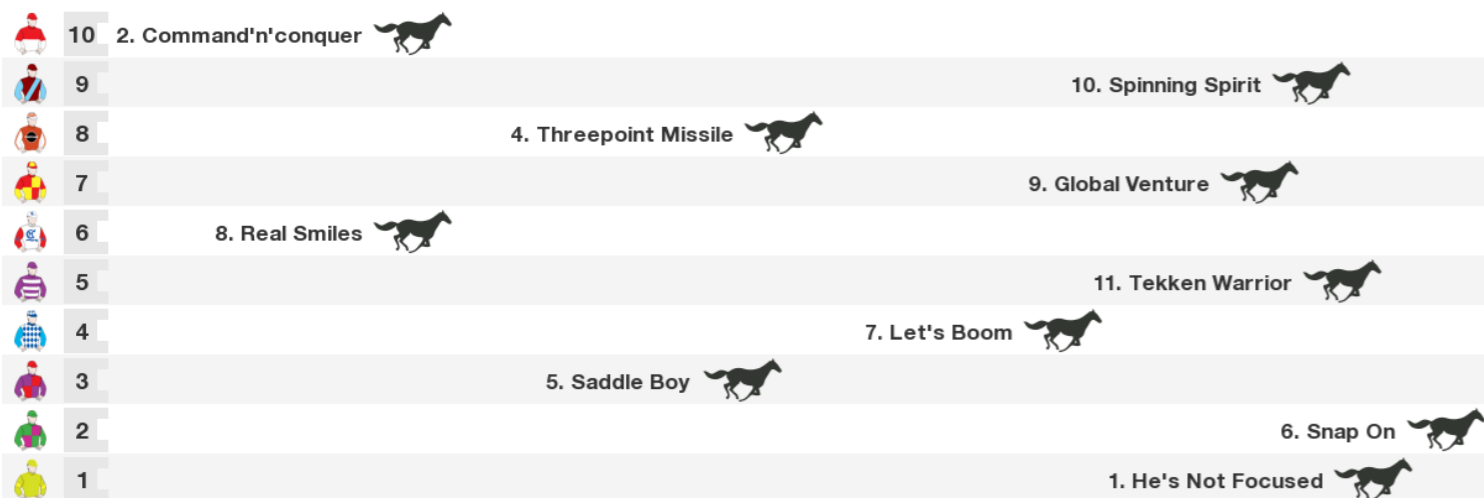 10 2. Command'n'conquer
9 10. Spinning Spirit
8 4. Threepoint Missile
7 9. Global Venture
6 8. Real Smiles
5 11. Tekken Warrior
4 7. Let's Boom
3 5. Saddle Boy
2 6. Snap On
1 1. He's Not Focused